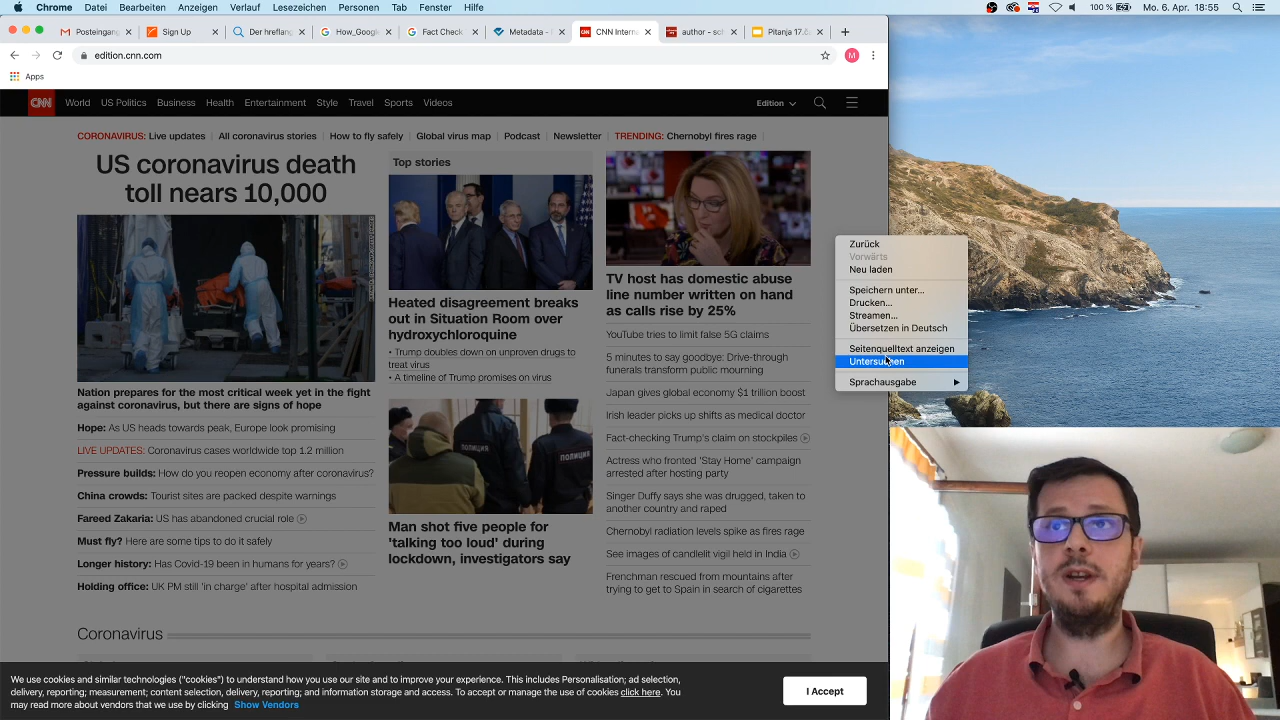 Chrome Datei Bearbeiten Anzeigen Verlauf Lesezeichen Personen Tab Fenster Hilfe
100 % Mo. 6. Apr. 18:55
Posteingan
Sign Up
Der hreflang
How_Google
Fact Check
Metadata -
CNN Intern
author - sch
Pitanja 17.č
edition.cnn.com
M
Apps
CNN World US Politics Business Health Entertainment Style Travel Sports Videos
Edition
CORONAVIRUS: Live updates All coronavirus stories How to fly safely Global virus map Podcast Newsletter TRENDING: Chernobyl fires rage
US coronavirus death
toll nears 10,000
Nation prepares for the most critical week yet in the fight
against coronavirus, but there are signs of hope
Hope: As US heads towards peak, Europe look promising
LIVE UPDATES: Coronavirus cases worldwide top 1.2 million
Pressure builds: How do you reopen economy after coronavirus?
China crowds: Tourist sites are packed despite warnings
Fareed Zakaria: US has abandoned crucial role
Must fly? Here are some tips to do it safely
Longer history: Has Covid-19 been in humans for years?
Holding office: UK PM still 'in charge' after hospital admission
Top stories
Heated disagreement breaks
out in Situation Room over
hydroxychloroquine
• Trump doubles down on unproven drugs to
treat virus
• A timeline of Trump promises on virus
ПОЛИЦИЯ
ПОЛИЦИЯ
Man shot five people for
'talking too loud' during
lockdown, investigators say
TV host has domestic abuse
line number written on hand
as calls rise by 25%
YouTube tries to limit false 5G claims
5 minutes to say goodbye: Drive-through
funerals transform public mourning
Japan gives global economy $1 trillion boost
Irish leader picks up shifts as medical doctor
Fact-checking Trump's claim on stockpiles
Actress who fronted 'Stay Home' campaign
arrested after hosting party
Singer Duffy says she was drugged, taken to
another country and raped
Chernobyl radiation levels spike as fires rage
See images of candlelit vigil held in India
Frenchman rescued from mountains after
trying to get to Spain in search of cigarettes
Coronavirus
Zurück
Vorwärts
Neu laden
Speichern unter...
Drucken...
Streamen...
Übersetzen in Deutsch
Seitenquelltext anzeigen
Untersuchen
Sprachausgabe
We use cookies and similar technologies ("cookies") to understand how you use our site and to improve your experience. This includes Personalisation; ad selection,
delivery, reporting; measurement, content selection, delivery, reporting, and information storage and access. To accept or manage the use of cookies click here. You
may read more about how we use data by reading Show Vendors
I Accept